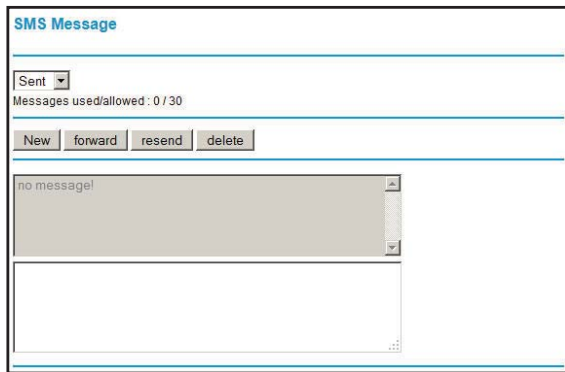 SMS Message
Sent
Messages used/allowed : 0 / 30
New forward resend delete
no message!